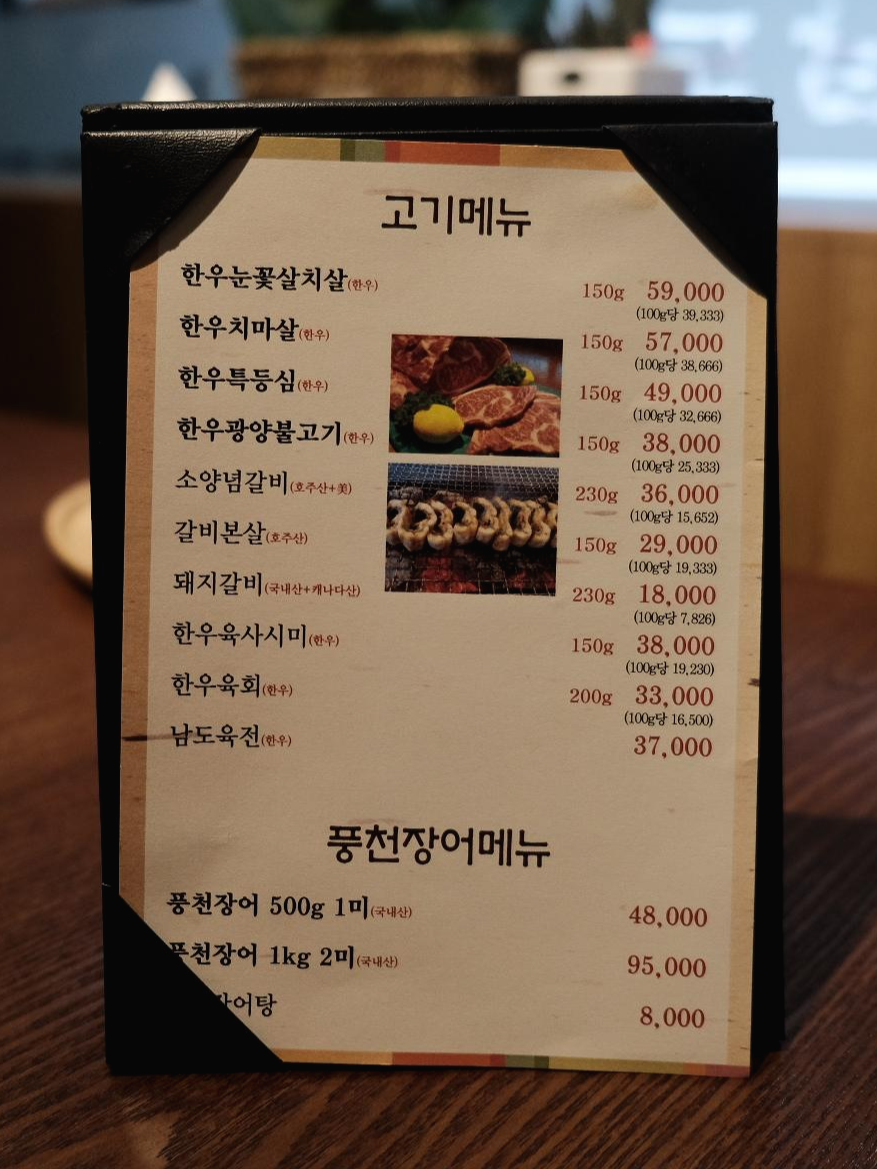 고기메뉴
한우눈꽃살치살(한우) 150g 59,000
(100g당 39,333)
한우치마살(한우) 150g 57,000
(100g당 38,666)
한우특등심(한우) 150g 49,000
(100g당 32,666)
한우광양불고기(한우) 150g 38,000
(100g당 25,333)
소양념갈비(호주산+美) 230g 36,000
(100g당 15,652)
갈비본살(호주산) 150g 29,000
(100g당 19,333)
돼지갈비(국내산+캐나다산) 230g 18,000
(100g당 7,826)
한우육사시미(한우) 150g 38,000
(100g당 19,230)
한우육회(한우) 200g 33,000
(100g당 16,500)
남도육전(한우) 37,000
풍천장어메뉴
풍천장어 500g 1미(국내산) 48,000
풍천장어 1kg 2미(국내산) 95,000
장어탕 8,000